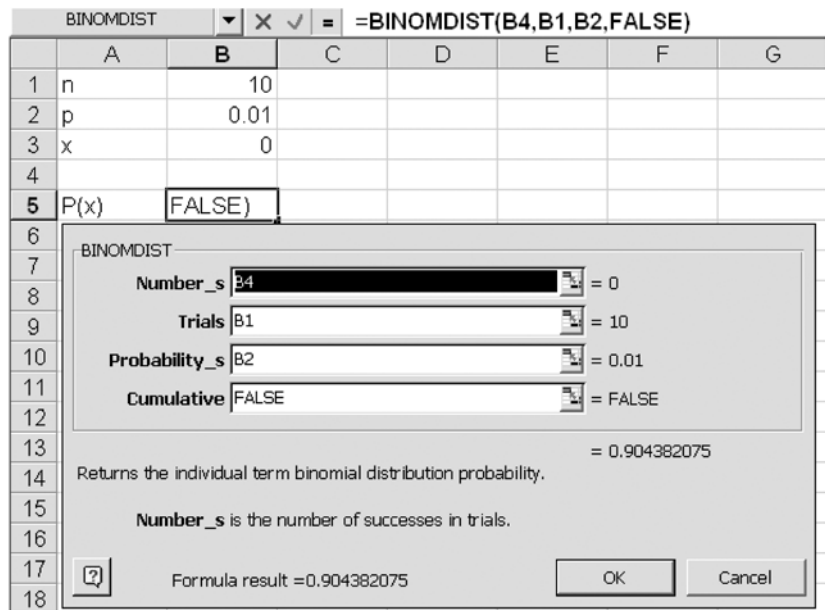 BINOMDIST =BINOMDIST(B4,B1,B2,FALSE)
A B C D E F G
1 n 10
2 p 0.01
3 x 0
4
5 P(x) FALSE)
6
BINOMDIST
7
Number_s B4 = 0
8
9 Trials B1 = 10
10 Probability_s B2 = 0.01
11 Cumulative FALSE = FALSE
12
13 = 0.904382075
14 Returns the individual term binomial distribution probability.
15
Number_s is the number of successes in trials.
16
17 Formula result =0.904382075 OK Cancel
18